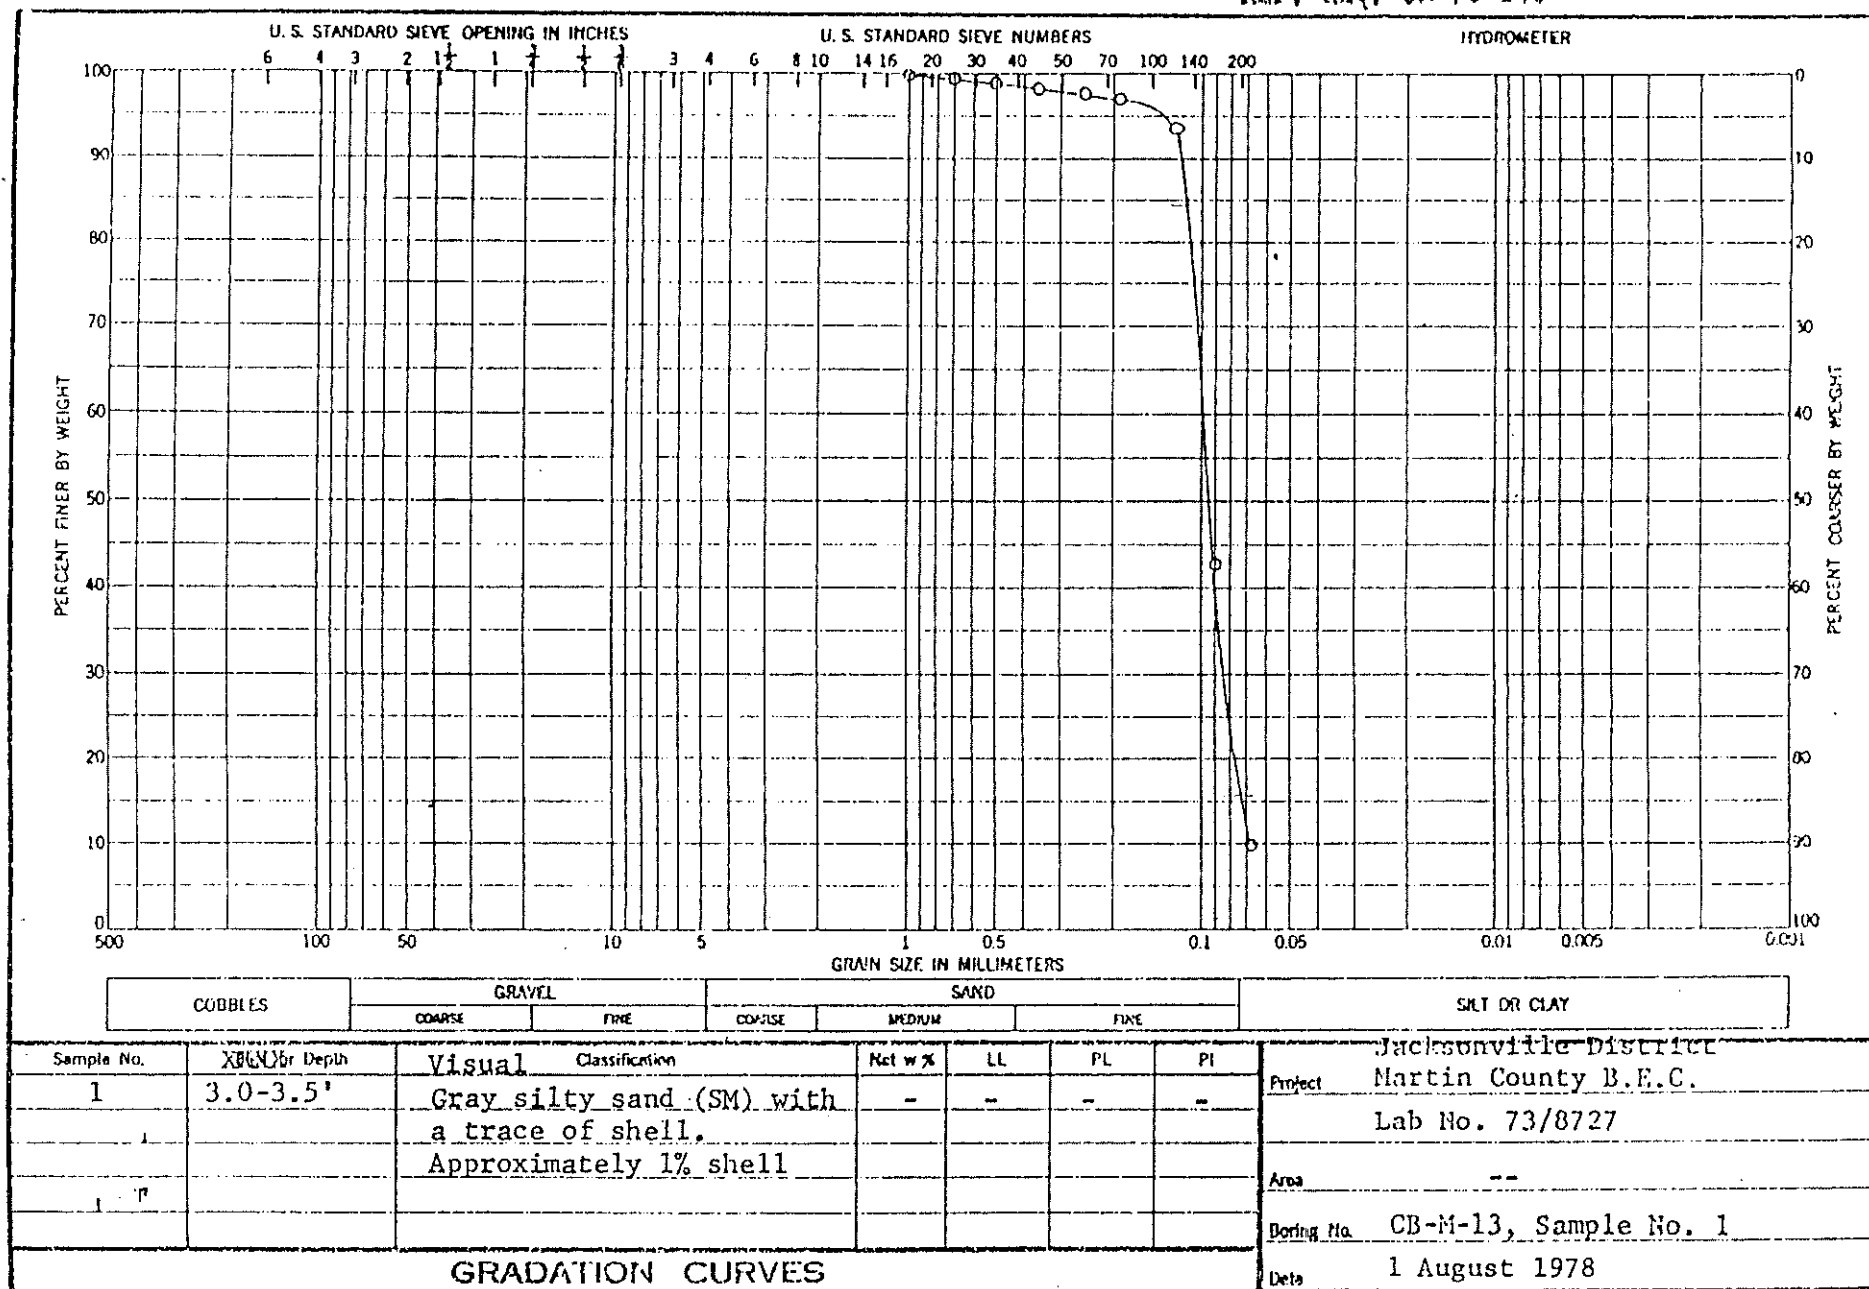 U. S. STANDARD SIEVE OPENING IN INCHES
U. S. STANDARD SIEVE NUMBERS
HYDROMETER
6 4 3 2 1½ 1 3 4 6 8 10 14 16 20 30 40 50 70 100 140 200
100 0
90 10
80 20
70 30
60 40
50 50
40 60
30 70
20 80
10 90
0 100
PERCENT FINER BY WEIGHT
PERCENT COARSER BY WEIGHT
500 100 50 10 5 1 0.5 0.1 0.05 0.01 0.005 0.001
GRAIN SIZE IN MILLIMETERS
COBBLES GRAVEL SAND SILT OR CLAY
COARSE FINE COARSE MEDIUM FINE
Sample No. or Depth Visual Classification Nat w % LL PL PI
1 3.0-3.5' Gray silty sand (SM) with - - - -
a trace of shell.
Approximately 1% shell
Jacksonville District
Project Martin County B.E.C.
Lab No. 73/8727
Area --
Boring No. CB-M-13, Sample No. 1
Date 1 August 1978
GRADATION CURVES